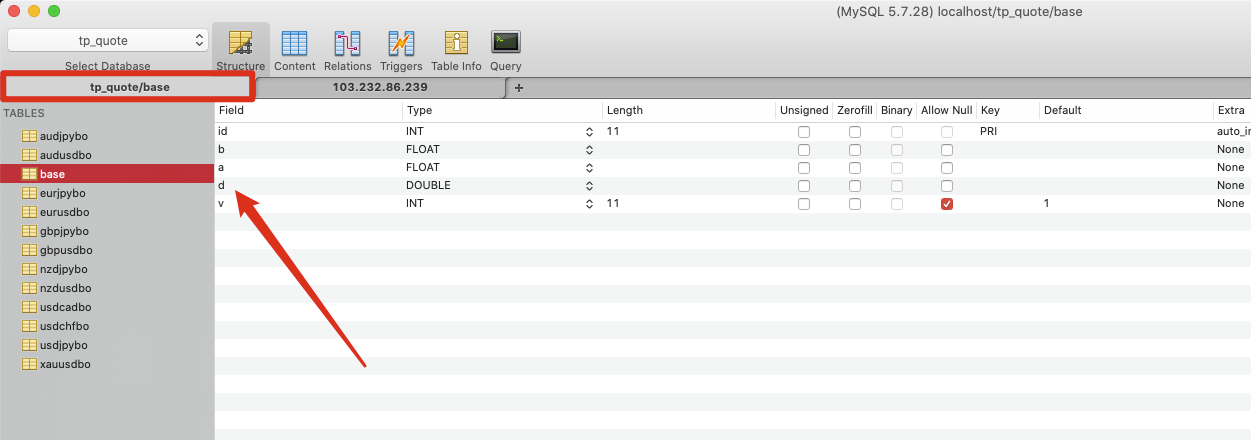 (MySQL 5.7.28) localhost/tp_quote/base
tp_quote
Select Database
Structure Content Relations Triggers Table Info Query
tp_quote/base 103.232.86.239 +
TABLES
audjpybo
audusdbo
base
eurjpybo
eurusdbo
gbpjpybo
gbpusdbo
nzdjpybo
nzdusdbo
usdcadbo
usdchfbo
usdjpybo
xauusdbo
Field Type Length Unsigned Zerofill Binary Allow Null Key Default Extra
id INT 11 PRI auto_in
b FLOAT None
a FLOAT None
d DOUBLE None
v INT 11 1 None